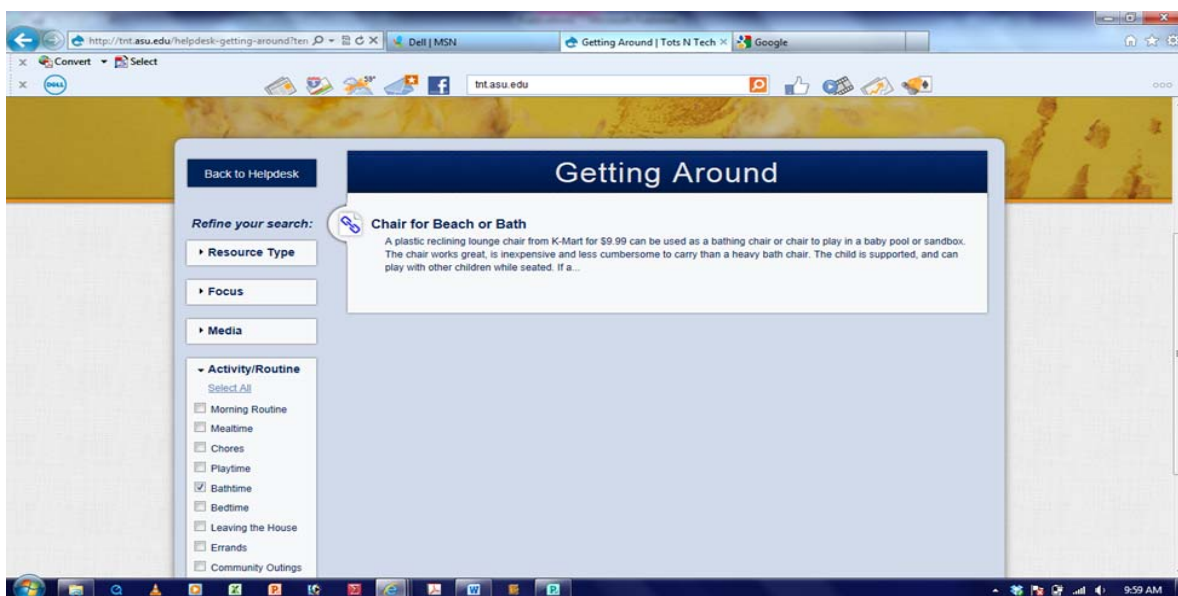 http://tnt.asu.edu/helpdesk-getting-around?ten
Dell | MSN
Getting Around | Tots N Tech
Google
Convert
Select
DELL
59°
tnt.asu.edu
Back to Helpdesk
Getting Around
Refine your search:
Chair for Beach or Bath
A plastic reclining lounge chair from K-Mart for $9.99 can be used as a bathing chair or chair to play in a baby pool or sandbox.
The chair works great, is inexpensive and less cumbersome to carry than a heavy bath chair. The child is supported, and can
play with other children while seated. If a...
Resource Type
Focus
Media
Activity/Routine
Select All
Morning Routine
Mealtime
Chores
Playtime
Bathtime
Bedtime
Leaving the House
Errands
Community Outings
9:59 AM